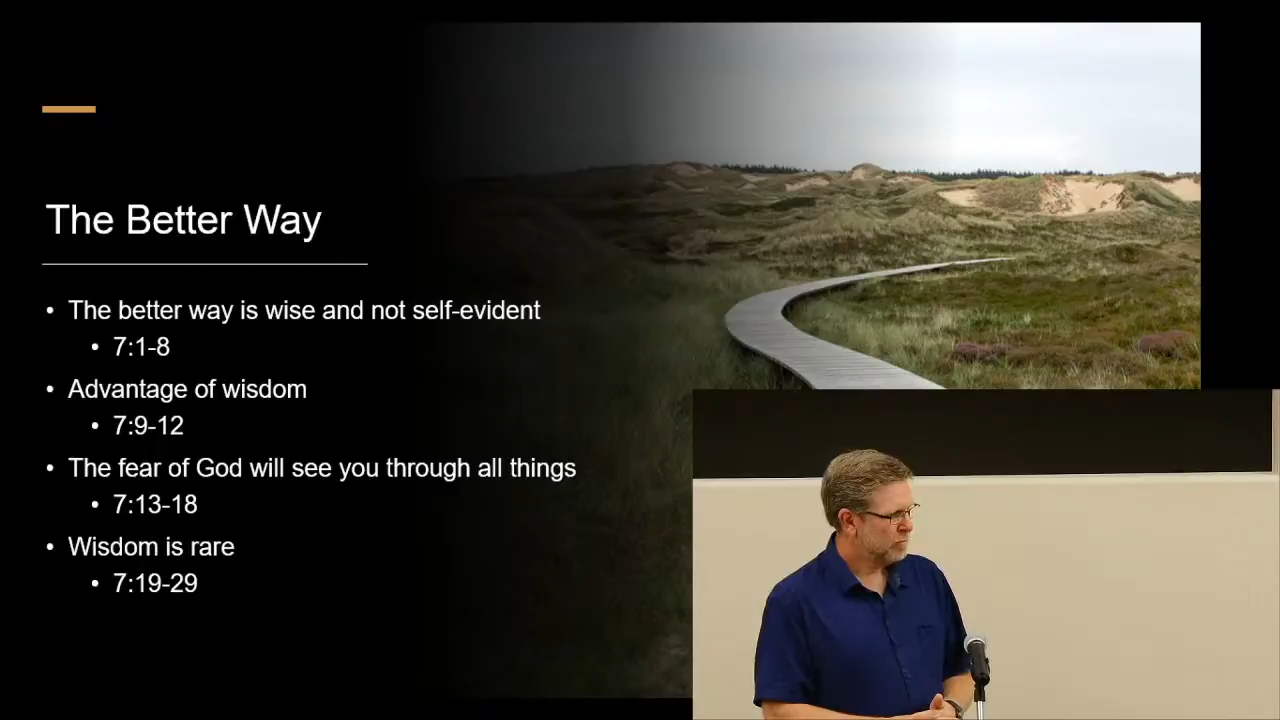 The Better Way
• The better way is wise and not self-evident
• 7:1-8
• Advantage of wisdom
• 7:9-12
• The fear of God will see you through all things
• 7:13-18
• Wisdom is rare
• 7:19-29